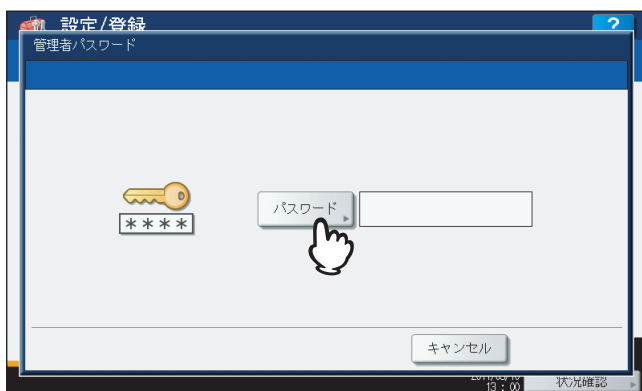 設定/登録
?
管理者パスワード
パスワード
****
キャンセル
13:00
状況確認